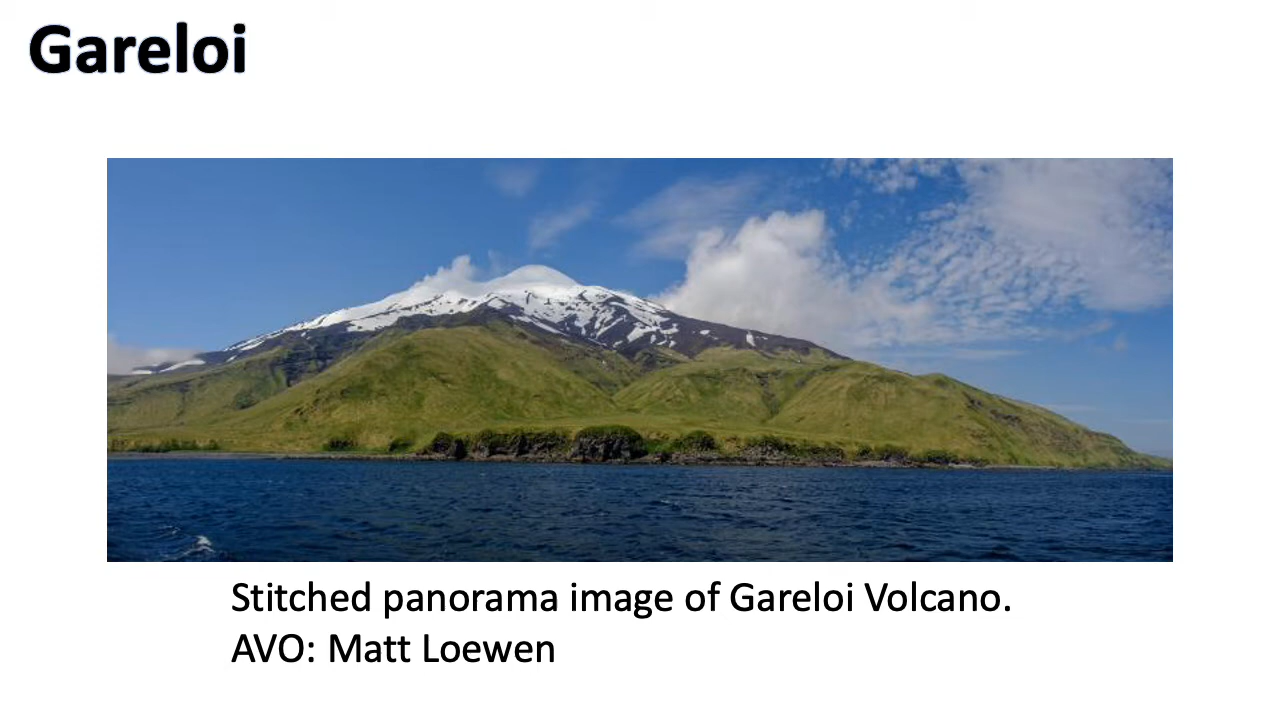 Gareloi
Stitched panorama image of Gareloi Volcano.
AVO: Matt Loewen